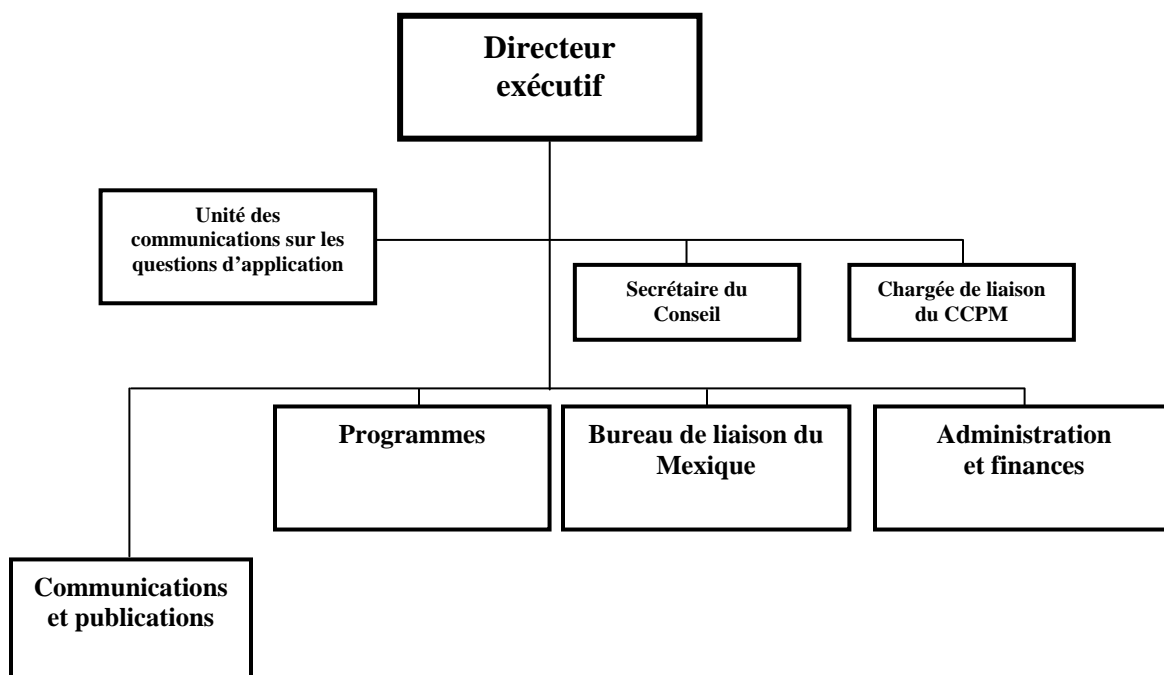 Directeur
exécutif
Unité des
communications sur les
questions d’application
Secrétaire du
Conseil
Chargée de liaison
du CCPM
Programmes
Bureau de liaison du
Mexique
Administration
et finances
Communications
et publications